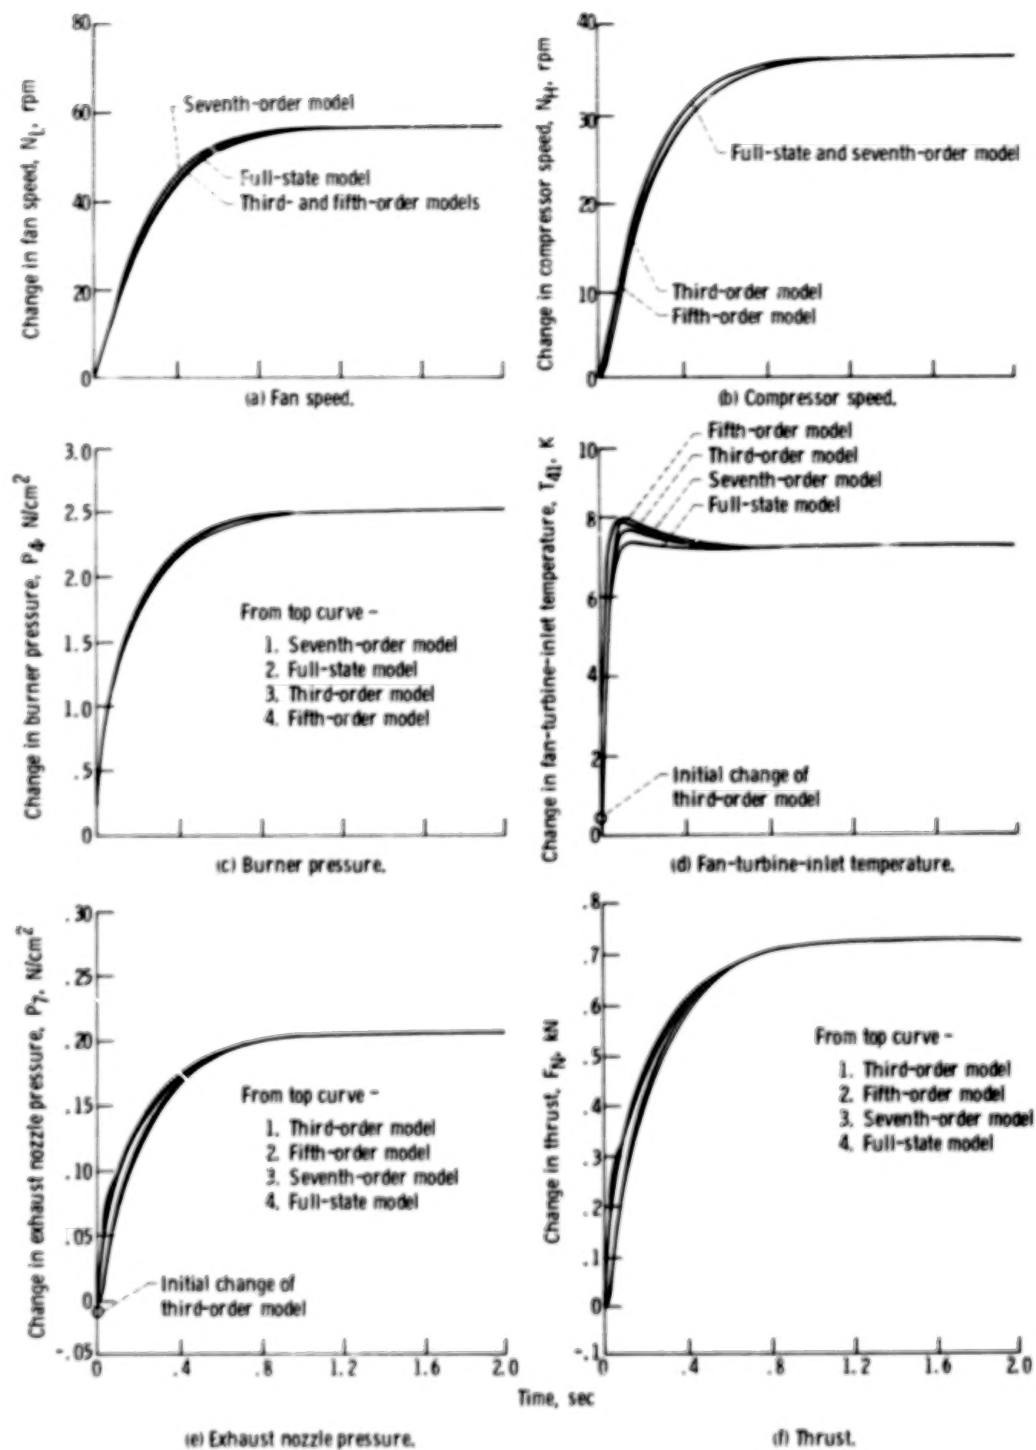 80
60
40
20
0
Change in fan speed, N_L, rpm
Seventh-order model
Full-state model
Third- and fifth-order models
(a) Fan speed.
40
30
20
10
0
Change in compressor speed, N_H, rpm
Full-state and seventh-order model
Third-order model
Fifth-order model
(b) Compressor speed.
3.0
2.5
2.0
1.5
1.0
.5
0
Change in burner pressure, P_4, N/cm²
From top curve -
1. Seventh-order model
2. Full-state model
3. Third-order model
4. Fifth-order model
(c) Burner pressure.
10
8
6
4
2
0
Change in fan-turbine-inlet temperature, T_41, K
Fifth-order model
Third-order model
Seventh-order model
Full-state model
Initial change of
third-order model
(d) Fan-turbine-inlet temperature.
.30
.25
.20
.15
.10
.05
0
-.05
Change in exhaust nozzle pressure, P_7, N/cm²
From top curve -
1. Third-order model
2. Fifth-order model
3. Seventh-order model
4. Full-state model
Initial change of
third-order model
0 .4 .8 1.2 1.6 2.0
(e) Exhaust nozzle pressure.
.8
.7
.6
.5
.4
.3
.2
.1
0
-.1
Change in thrust, F_N, kN
From top curve -
1. Third-order model
2. Fifth-order model
3. Seventh-order model
4. Full-state model
0 .4 .8 1.2 1.6 2.0
Time, sec
(f) Thrust.